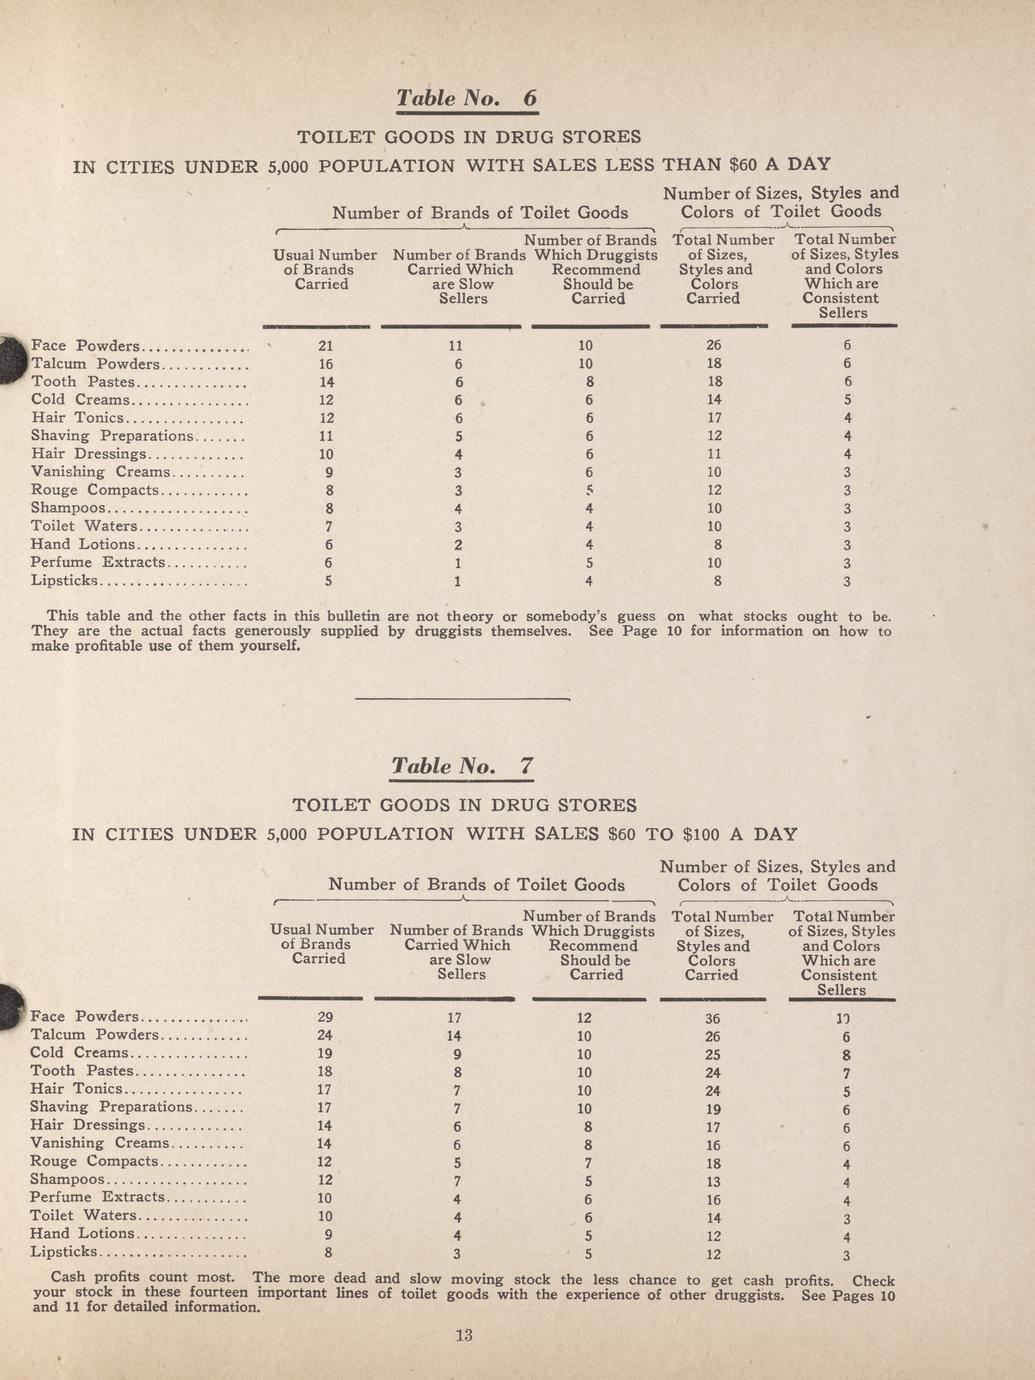 Table No. 6
TOILET GOODS IN DRUG STORES
IN CITIES UNDER 5,000 POPULATION WITH SALES LESS THAN $60 A DAY
Number of Brands of Toilet Goods
Number of Sizes, Styles and
Colors of Toilet Goods
Usual Number
of Brands
Carried
Number of Brands
Carried Which
are Slow
Sellers
Number of Brands
Which Druggists
Recommend
Should be
Carried
Total Number
of Sizes,
Styles and
Colors
Carried
Total Number
of Sizes, Styles
and Colors
Which are
Consistent
Sellers
Face Powders.............. 21 11 10 26 6
Talcum Powders............ 16 6 10 18 6
Tooth Pastes............... 14 6 8 18 6
Cold Creams................ 12 6 6 14 5
Hair Tonics................ 12 6 6 17 4
Shaving Preparations....... 11 5 6 12 4
Hair Dressings............. 10 4 6 11 4
Vanishing Creams.......... 9 3 6 10 3
Rouge Compacts............ 8 3 5 12 3
Shampoos................... 8 4 4 10 3
Toilet Waters............... 7 3 4 10 3
Hand Lotions............... 6 2 4 8 3
Perfume Extracts........... 6 1 5 10 3
Lipsticks.................... 5 1 4 8 3
This table and the other facts in this bulletin are not theory or somebody's guess on what stocks ought to be.
They are the actual facts generously supplied by druggists themselves. See Page 10 for information on how to
make profitable use of them yourself.
Table No. 7
TOILET GOODS IN DRUG STORES
IN CITIES UNDER 5,000 POPULATION WITH SALES $60 TO $100 A DAY
Number of Brands of Toilet Goods
Number of Sizes, Styles and
Colors of Toilet Goods
Usual Number
of Brands
Carried
Number of Brands
Carried Which
are Slow
Sellers
Number of Brands
Which Druggists
Recommend
Should be
Carried
Total Number
of Sizes,
Styles and
Colors
Carried
Total Number
of Sizes, Styles
and Colors
Which are
Consistent
Sellers
Face Powders.............. 29 17 12 36 10
Talcum Powders............ 24 14 10 26 6
Cold Creams................ 19 9 10 25 8
Tooth Pastes............... 18 8 10 24 7
Hair Tonics................ 17 7 10 24 5
Shaving Preparations....... 17 7 10 19 6
Hair Dressings............. 14 6 8 17 6
Vanishing Creams.......... 14 6 8 16 6
Rouge Compacts............ 12 5 7 18 4
Shampoos................... 12 7 5 13 4
Perfume Extracts........... 10 4 6 16 4
Toilet Waters............... 10 4 6 14 3
Hand Lotions............... 9 4 5 12 4
Lipsticks.................... 8 3 5 12 3
Cash profits count most. The more dead and slow moving stock the less chance to get cash profits. Check
your stock in these fourteen important lines of toilet goods with the experience of other druggists. See Pages 10
and 11 for detailed information.
13